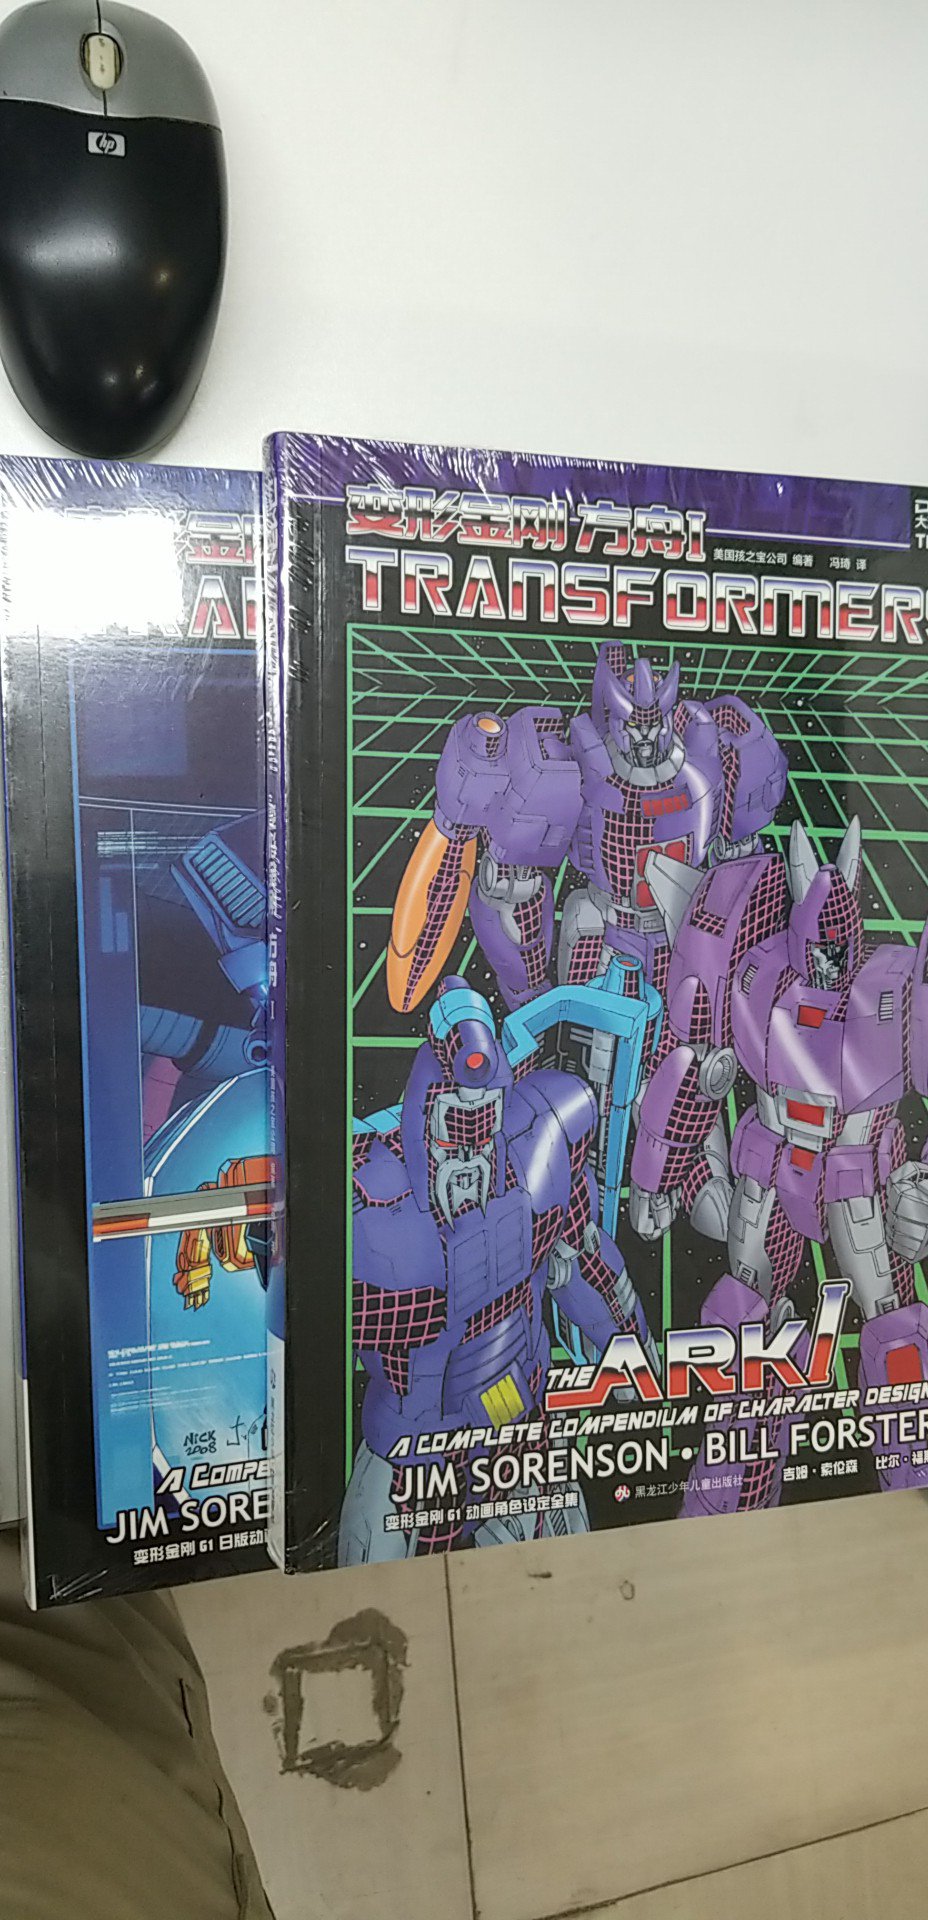 hp
变形金刚 方舟I
美国孩之宝公司 编著 冯琦 译
TRANSFORMERS
THE ARK I
A COMPLETE COMPENDIUM OF CHARACTER DESIGN
JIM SORENSON • BILL FORSTER
吉姆·索伦森 比尔·福斯
黑龙江少年儿童出版社
变形金刚 G1 动画角色设定全集
NICK
2008
A COMPE
JIM SORE
变形金刚 G1 日版动